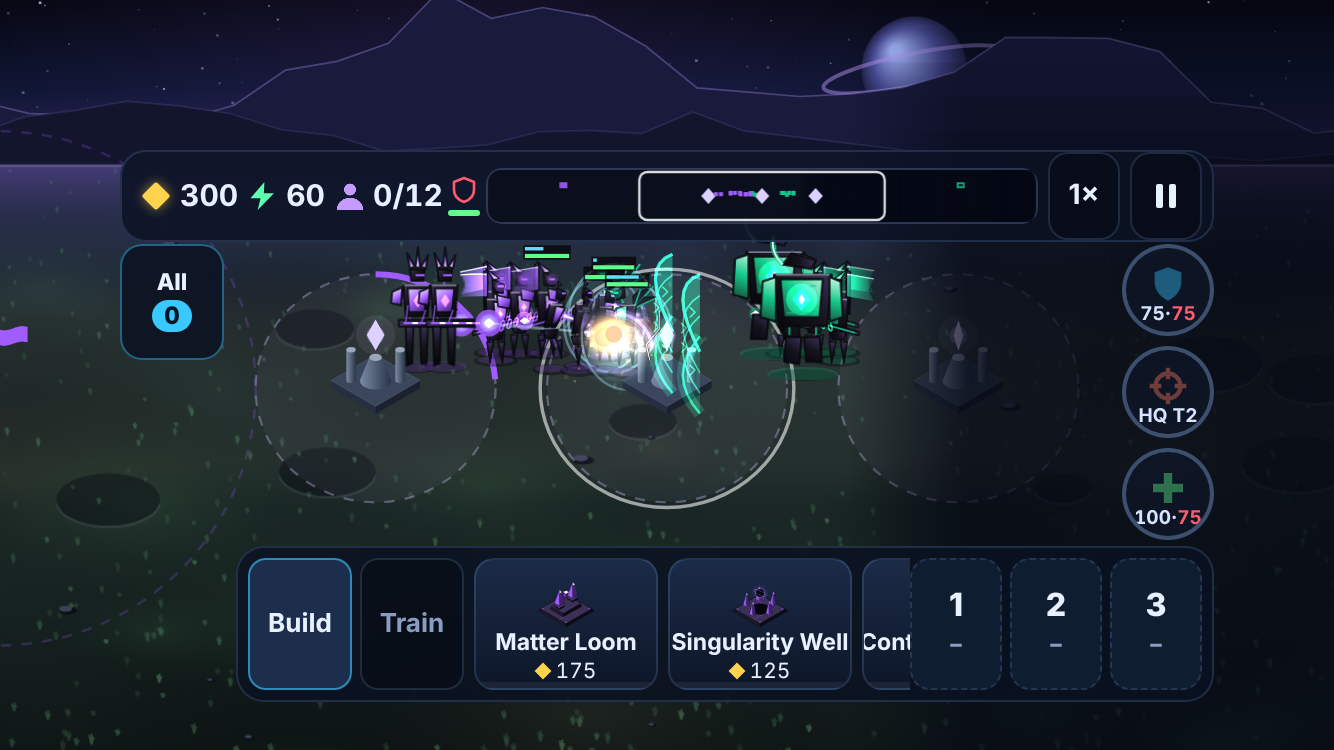 300 60 0/12 1×
All
0
75·75
HQ T2
100·75
Build Train
Matter Loom
175
Singularity Well
125
Cont
1
–
2
–
3
–